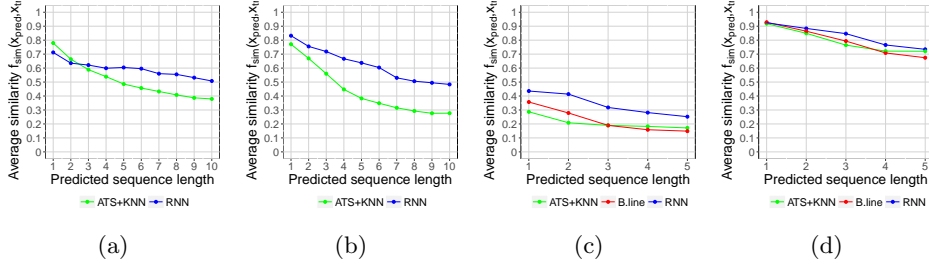 Average similarity f_sim(x_pred,x_tr
1
0.9
0.8
0.7
0.6
0.5
0.4
0.3
0.2
0.1
0
1 2 3 4 5 6 7 8 9 10
Predicted sequence length
ATS+KNN RNN
(a)
Average similarity f_sim(x_pred,x_tr
1
0.9
0.8
0.7
0.6
0.5
0.4
0.3
0.2
0.1
0
1 2 3 4 5 6 7 8 9 10
Predicted sequence length
ATS+KNN RNN
(b)
Average similarity f_sim(x_pred,x_tr
1
0.9
0.8
0.7
0.6
0.5
0.4
0.3
0.2
0.1
0
1 2 3 4 5
Predicted sequence length
ATS+KNN B.line RNN
(c)
Average similarity f_sim(x_pred,x_tr
1
0.9
0.8
0.7
0.6
0.5
0.4
0.3
0.2
0.1
0
1 2 3 4 5
Predicted sequence length
ATS+KNN B.line RNN
(d)